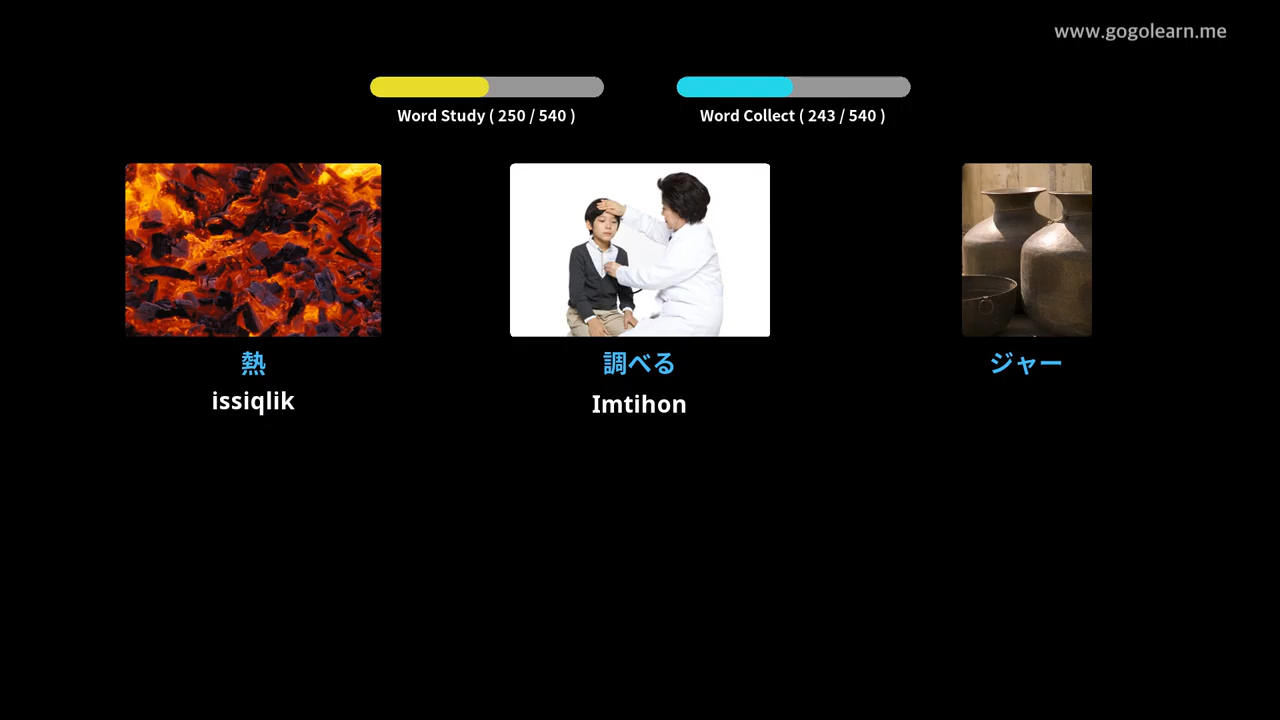 www.gogolearn.me
Word Study ( 250 / 540 )
Word Collect ( 243 / 540 )
熱
issiqlik
調べる
Imtihon
ジャー